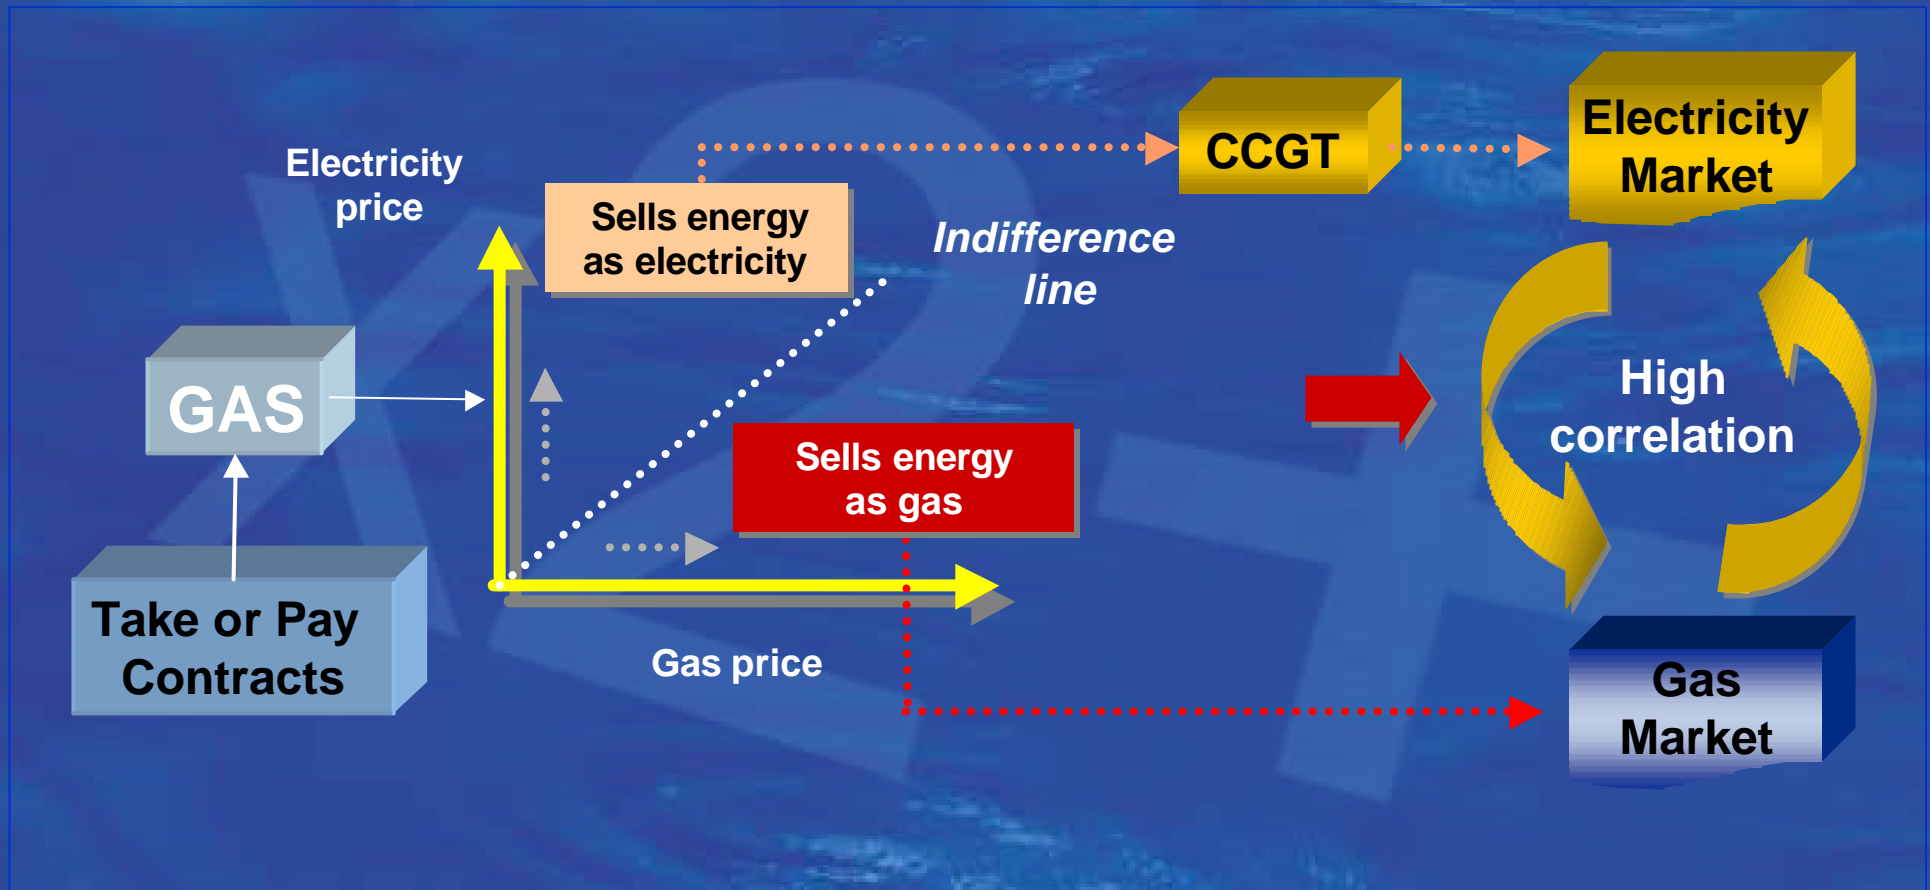 Electricity
price
Sells energy
as electricity
Indifference
line
CCGT
Electricity
Market
GAS
Take or Pay
Contracts
Sells energy
as gas
Gas price
High
correlation
Gas
Market